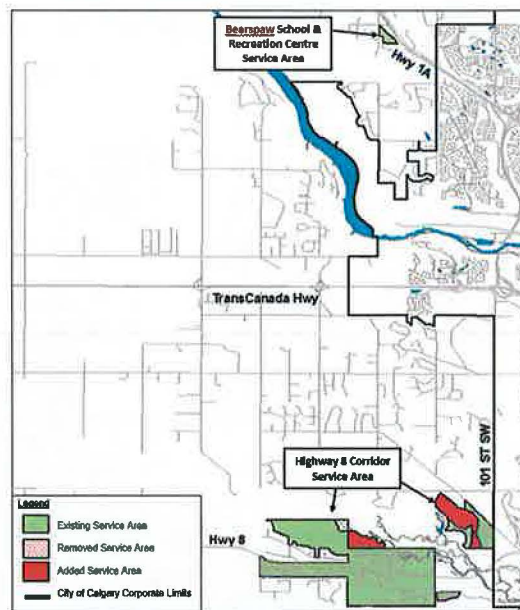 Bearspaw School &
Recreation Centre
Service Area
Hwy 1A
TransCanada Hwy
101 ST SW
Highway 8 Corridor
Service Area
Hwy 8
Legend
Existing Service Area
Removed Service Area
Added Service Area
City of Calgary Corporate Limits